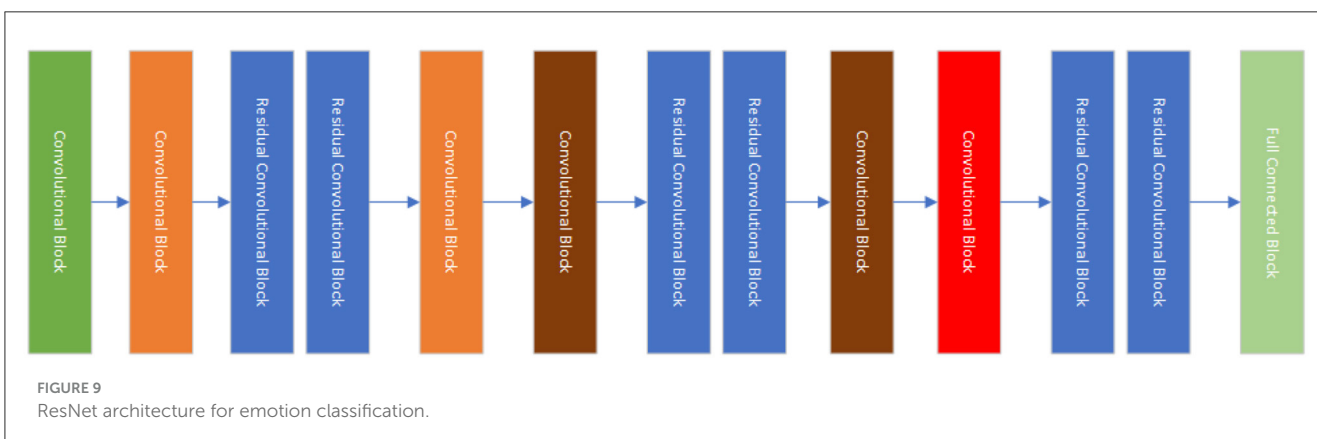 Convolutional Block
Convolutional Block
Residual Convolutional Block
Residual Convolutional Block
Convolutional Block
Convolutional Block
Residual Convolutional Block
Residual Convolutional Block
Convolutional Block
Convolutional Block
Residual Convolutional Block
Residual Convolutional Block
Full Connected Block
FIGURE 9
ResNet architecture for emotion classification.